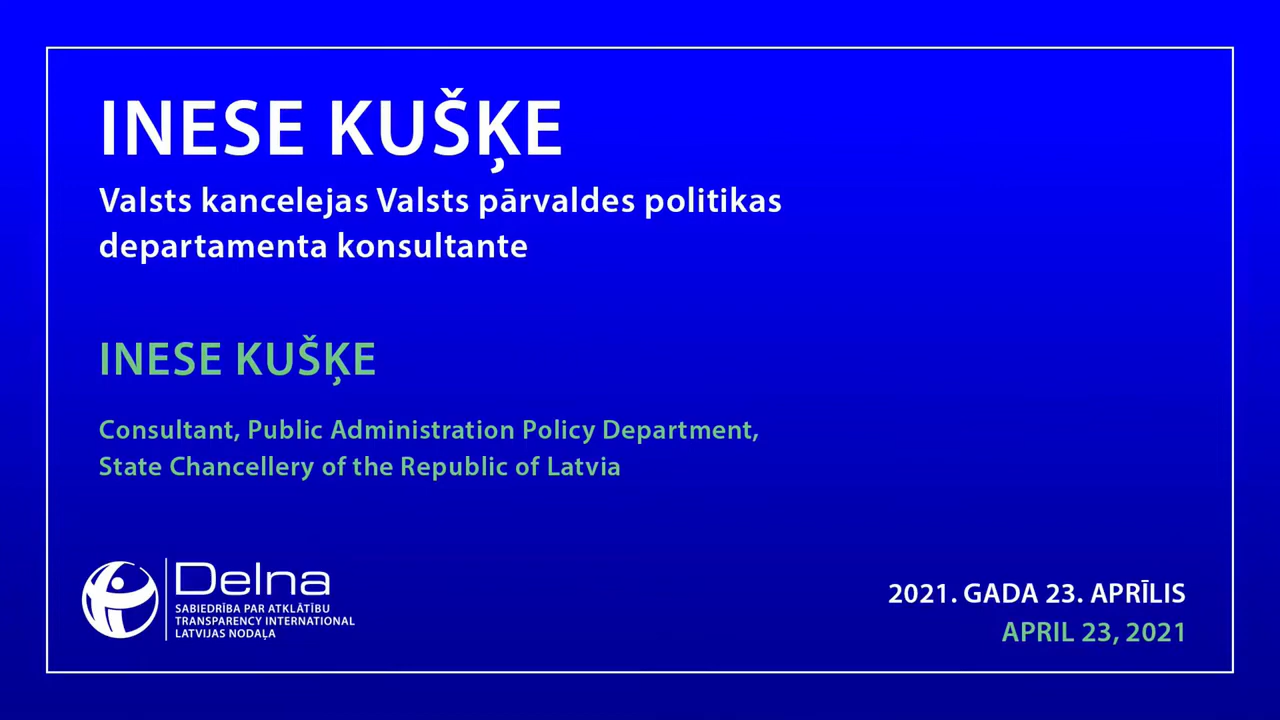 INESE KUŠĶE
Valsts kancelejas Valsts pārvaldes politikas
departamenta konsultante
INESE KUŠĶE
Consultant, Public Administration Policy Department,
State Chancellery of the Republic of Latvia
Delna
SABIEDRĪBA PAR ATKLĀTĪBU
TRANSPARENCY INTERNATIONAL
LATVIJAS NODAĻA
2021. GADA 23. APRĪLIS
APRIL 23, 2021